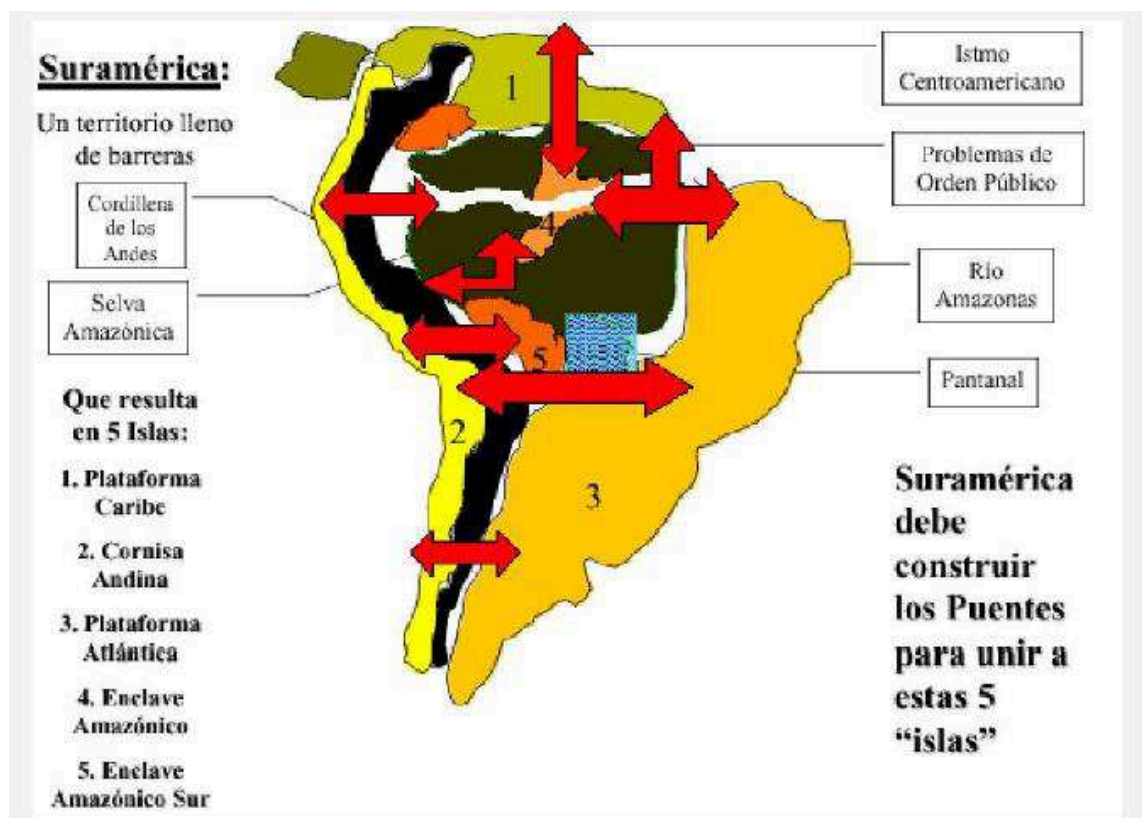 Suramérica:
Un territorio lleno
de barreras
Cordillera
de los
Andes
Selva
Amazónica
Que resulta
en 5 Islas:
1. Plataforma
Caribe
2. Cornisa
Andina
3. Plataforma
Atlántica
4. Enclave
Amazónico
5. Enclave
Amazónico Sur
1
4
5
2
3
Istmo
Centroamericano
Problemas de
Orden Público
Río
Amazonas
Pantanal
Suramérica
debe
construir
los Puentes
para unir a
estas 5
“islas”